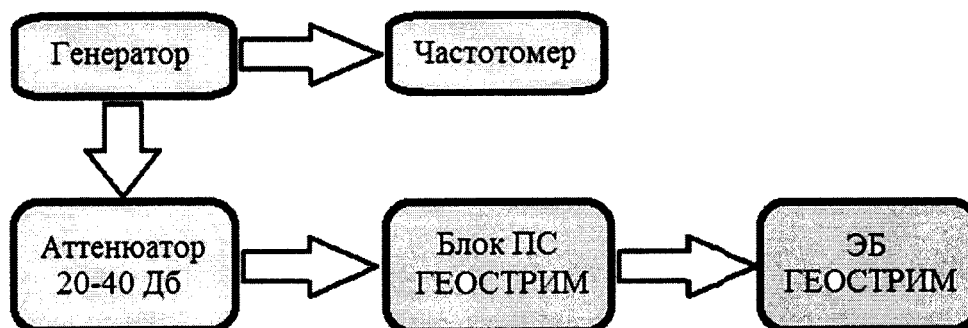 Генератор
Частотомер
Аттенюатор
20-40 Дб
Блок ПС
ГЕОСТРИМ
ЭБ
ГЕОСТРИМ